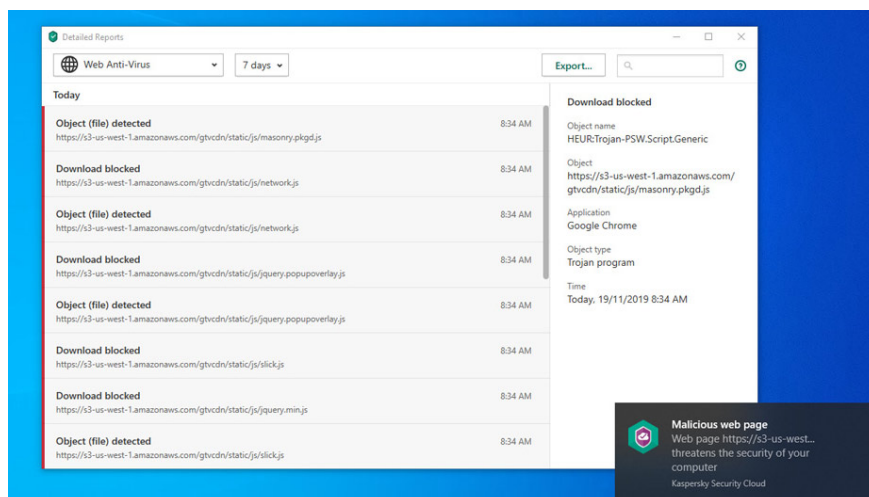 Detailed Reports
Web Anti-Virus
7 days
Export...
Today
Object (file) detected
8:34 AM
https://s3-us-west-1.amazonaws.com/gtvcdn/static/js/masonry.pkgd.js
Download blocked
8:34 AM
https://s3-us-west-1.amazonaws.com/gtvcdn/static/js/network.js
Object (file) detected
8:34 AM
https://s3-us-west-1.amazonaws.com/gtvcdn/static/js/network.js
Download blocked
8:34 AM
https://s3-us-west-1.amazonaws.com/gtvcdn/static/js/jquery.popupoverlay.js
Object (file) detected
8:34 AM
https://s3-us-west-1.amazonaws.com/gtvcdn/static/js/jquery.popupoverlay.js
Download blocked
8:34 AM
https://s3-us-west-1.amazonaws.com/gtvcdn/static/js/slick.js
Download blocked
8:34 AM
https://s3-us-west-1.amazonaws.com/gtvcdn/static/js/jquery.min.js
Object (file) detected
8:34 AM
https://s3-us-west-1.amazonaws.com/gtvcdn/static/js/slick.js
Download blocked
Object name
HEUR:Trojan-PSW.Script.Generic
Object
https://s3-us-west-1.amazonaws.com/
gtvcdn/static/js/masonry.pkgd.js
Application
Google Chrome
Object type
Trojan program
Time
Today, 19/11/2019 8:34 AM
Malicious web page
Web page https://s3-us-west...
threatens the security of your
computer
Kaspersky Security Cloud